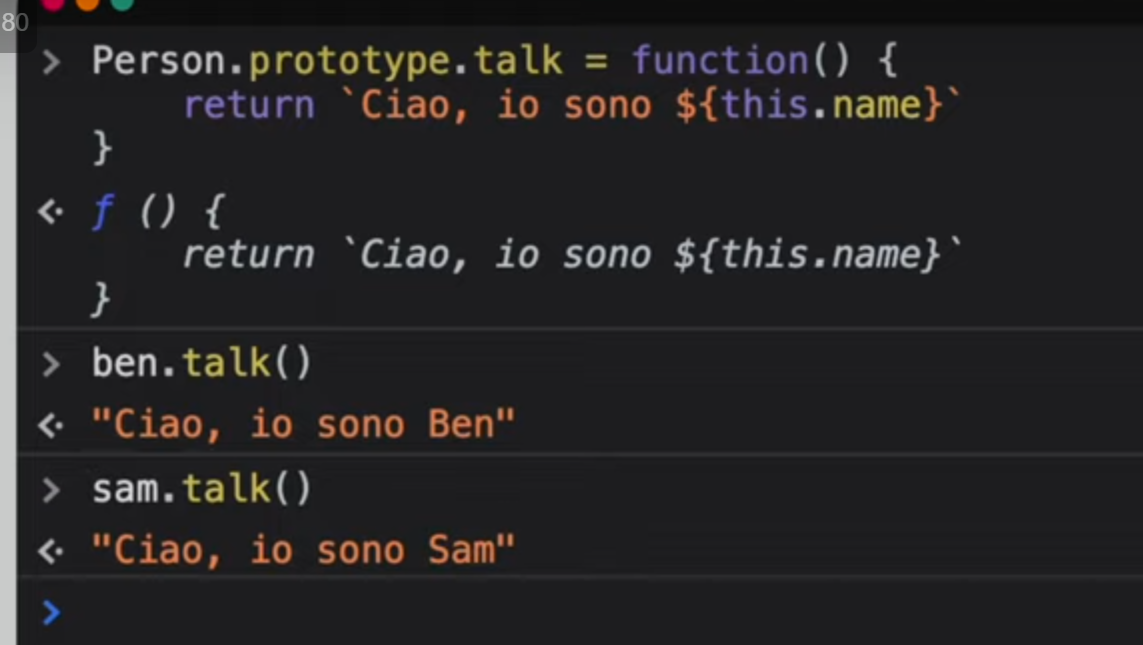 80
> Person.prototype.talk = function() {
return `Ciao, io sono ${this.name}`
}
<· f () {
return `Ciao, io sono ${this.name}`
}
> ben.talk()
<· "Ciao, io sono Ben"
> sam.talk()
<· "Ciao, io sono Sam"
>